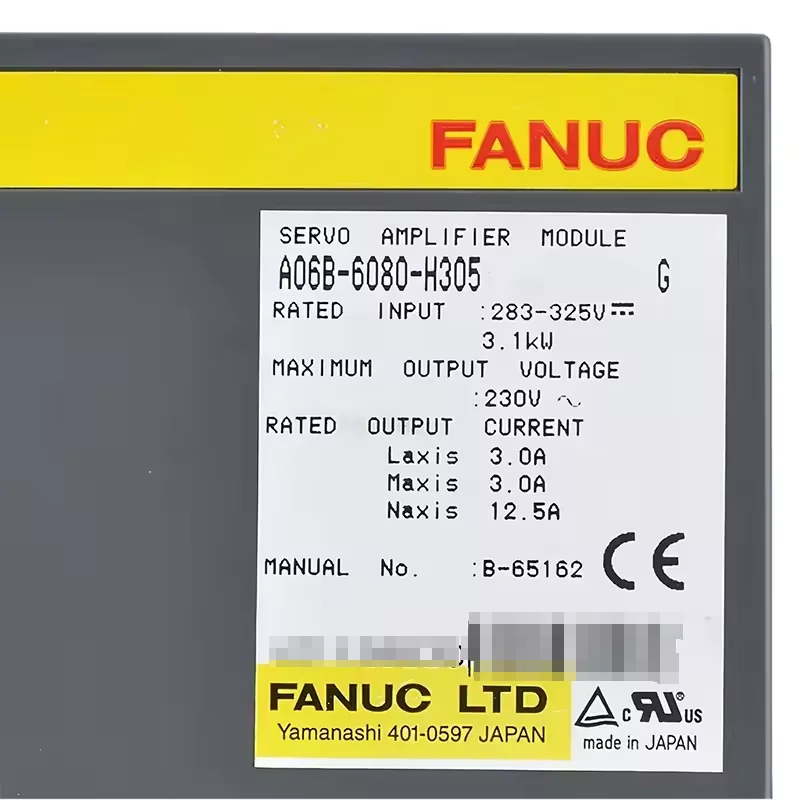 FANUC
SERVO AMPLIFIER MODULE
A06B-6080-H305 G
RATED INPUT :283-325V⎓
3.1kW
MAXIMUM OUTPUT VOLTAGE
:230V ~
RATED OUTPUT CURRENT
Laxis 3.0A
Maxis 3.0A
Naxis 12.5A
MANUAL No. :B-65162 CE
FANUC LTD
Yamanashi 401-0597 JAPAN
c RU® US
made in JAPAN